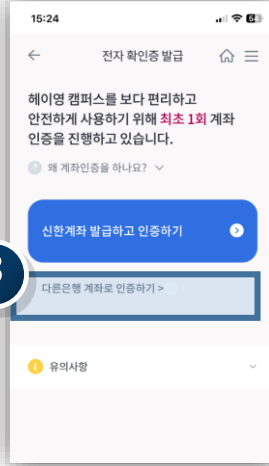 15:24
전자 확인증 발급
헤이영 캠퍼스를 보다 편리하고
안전하게 사용하기 위해 최초 1회 계좌
인증을 진행하고 있습니다.
? 왜 계좌인증을 하나요?
신한계좌 발급하고 인증하기
다른은행 계좌로 인증하기 >
! 유의사항